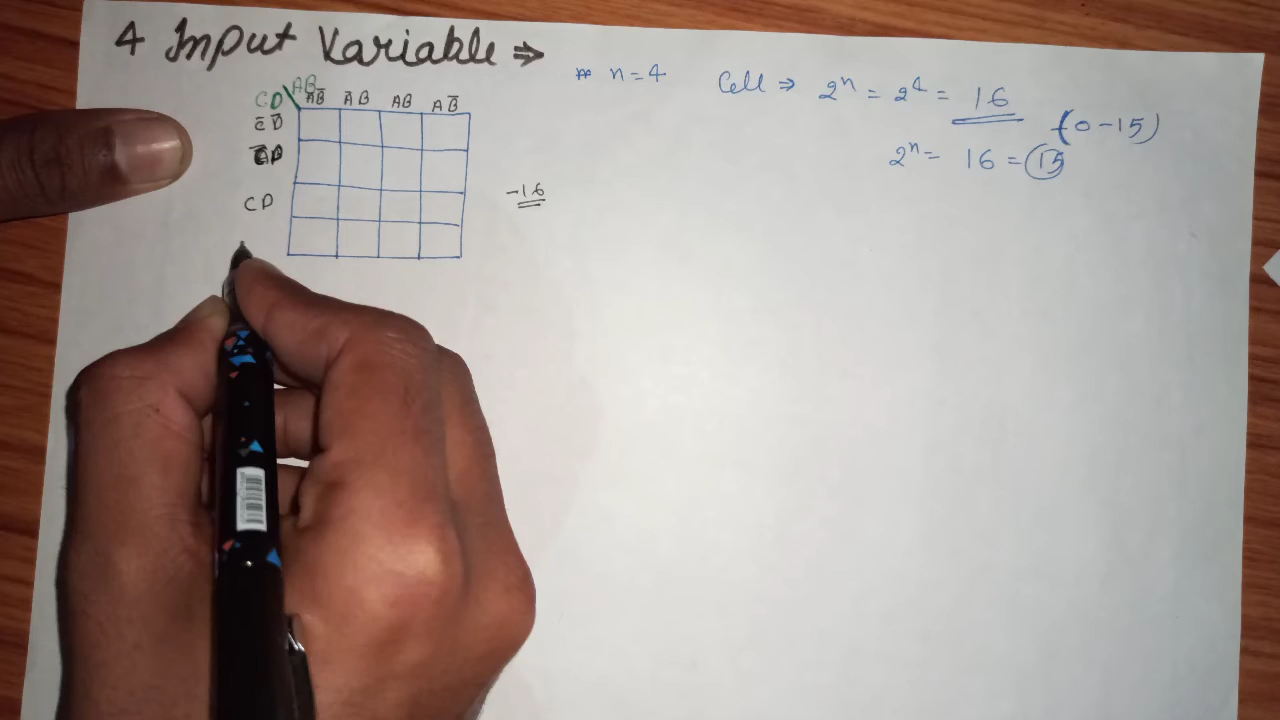 4 Input Variable ⇒
n=4 Cell ⇒ 2ⁿ = 2⁴ = 16
(0-15)
2ⁿ= 16 = 15
AB
CD
A̅B̅ A̅B AB AB̅
C̅D̅
CD
-16